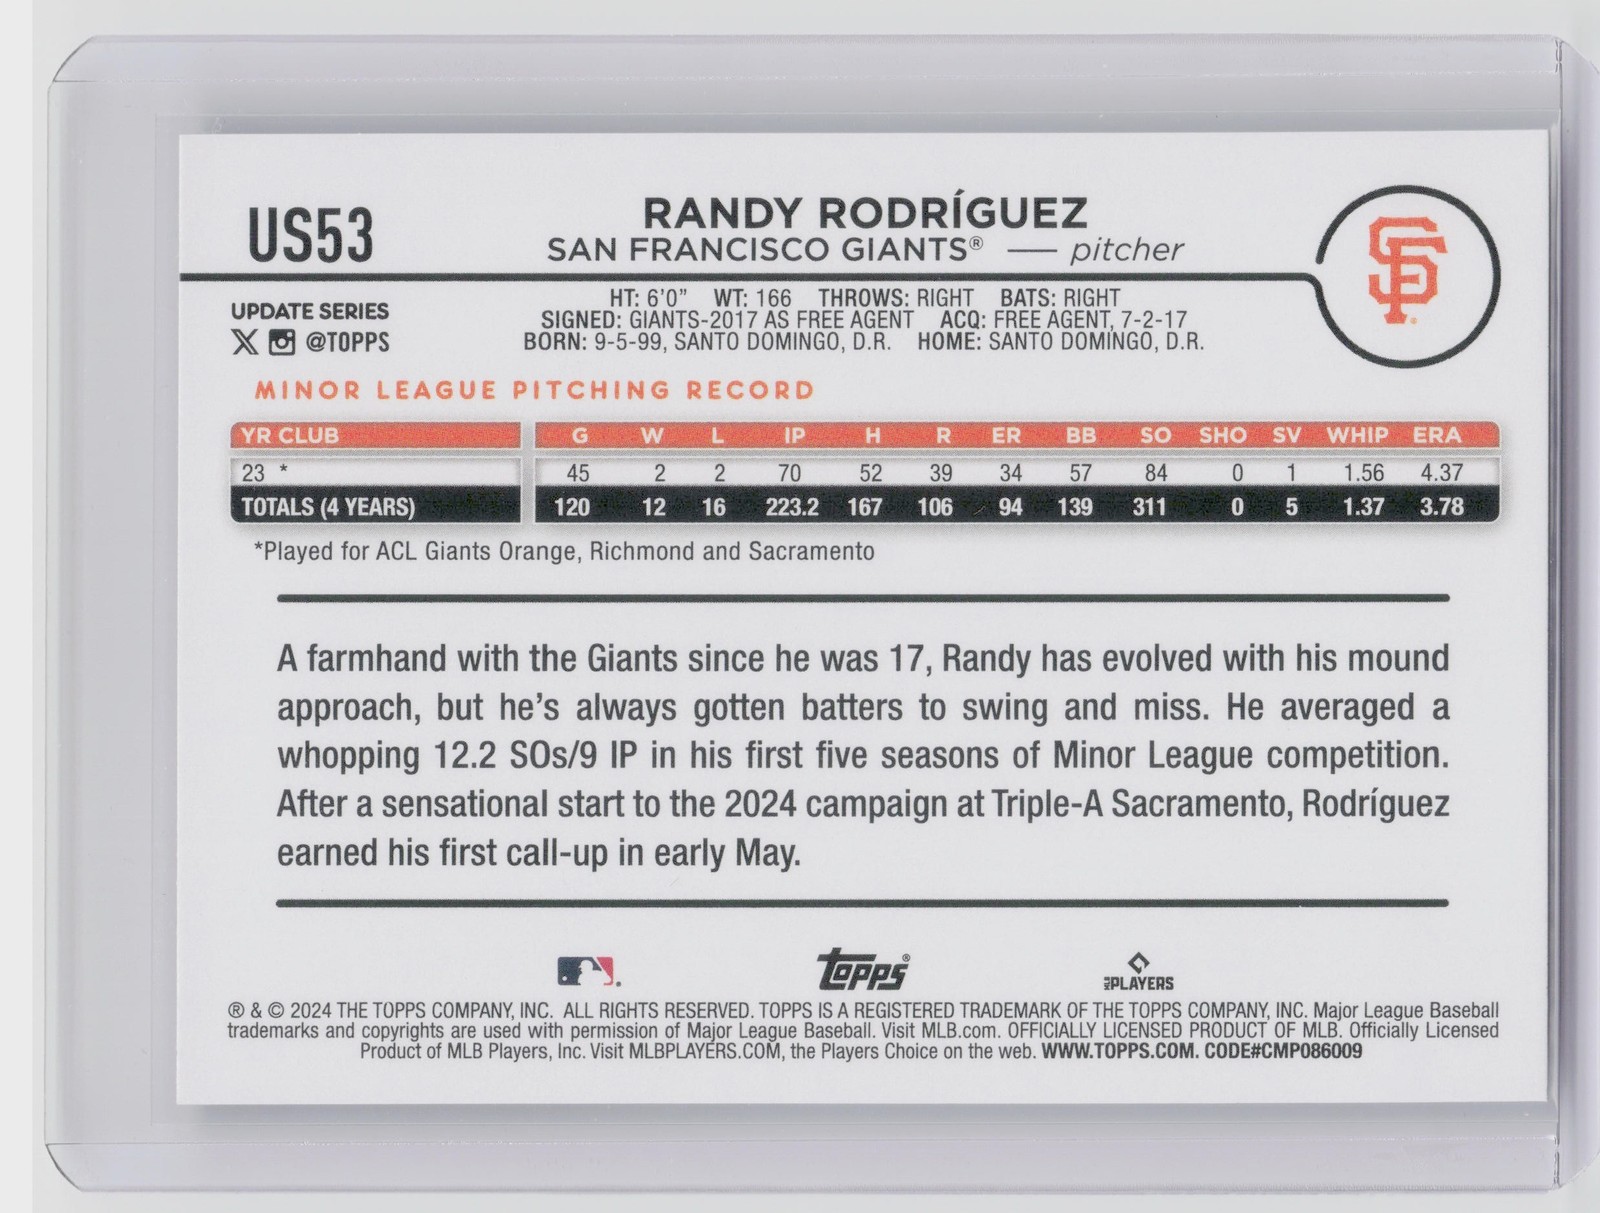 US53
RANDY RODRÍGUEZ
SAN FRANCISCO GIANTS® — pitcher
SF
UPDATE SERIES
@TOPPS
HT: 6'0" WT: 166 THROWS: RIGHT BATS: RIGHT
SIGNED: GIANTS-2017 AS FREE AGENT ACQ: FREE AGENT, 7-2-17
BORN: 9-5-99, SANTO DOMINGO, D.R. HOME: SANTO DOMINGO, D.R.
MINOR LEAGUE PITCHING RECORD
YR CLUB G W L IP H R ER BB SO SHO SV WHIP ERA
23 * 45 2 2 70 52 39 34 57 84 0 1 1.56 4.37
TOTALS (4 YEARS) 120 12 16 223.2 167 106 94 139 311 0 5 1.37 3.78
*Played for ACL Giants Orange, Richmond and Sacramento
A farmhand with the Giants since he was 17, Randy has evolved with his mound
approach, but he's always gotten batters to swing and miss. He averaged a
whopping 12.2 SOs/9 IP in his first five seasons of Minor League competition.
After a sensational start to the 2024 campaign at Triple-A Sacramento, Rodríguez
earned his first call-up in early May.
Topps®
MLB PLAYERS
® & © 2024 THE TOPPS COMPANY, INC. ALL RIGHTS RESERVED. TOPPS IS A REGISTERED TRADEMARK OF THE TOPPS COMPANY, INC. Major League Baseball
trademarks and copyrights are used with permission of Major League Baseball. Visit MLB.com. OFFICIALLY LICENSED PRODUCT OF MLB. Officially Licensed
Product of MLB Players, Inc. Visit MLBPLAYERS.COM, the Players Choice on the web. WWW.TOPPS.COM. CODE#CMP086009